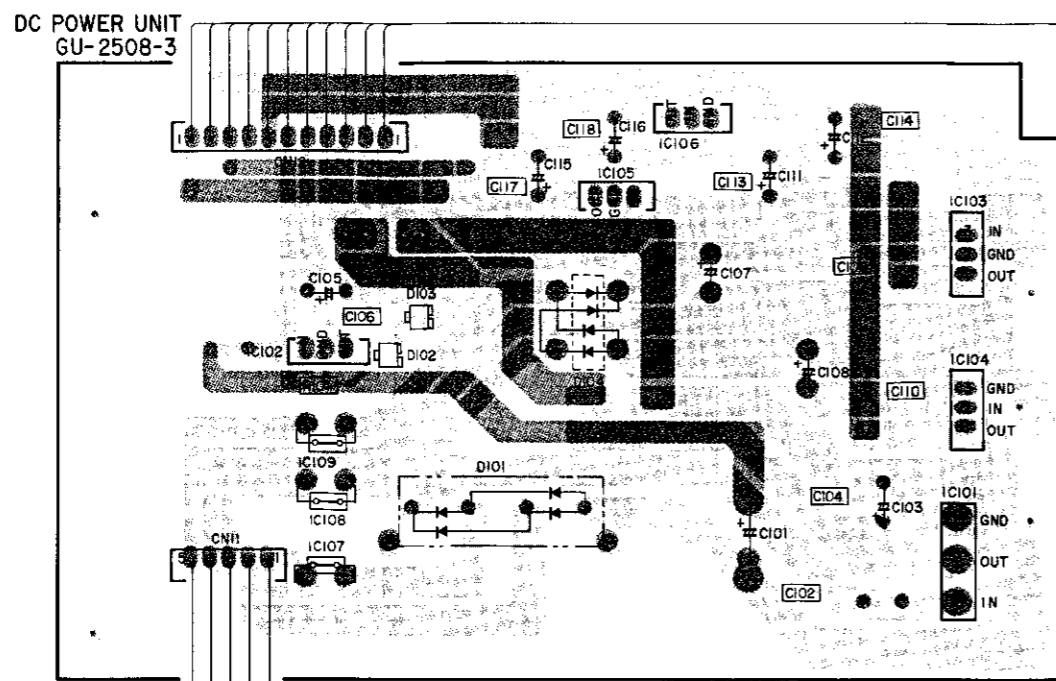 DC POWER UNIT
GU-2508-3
C118
C116
IC106
C114
C115
C117
IC105
C113
C111
IC103
IN
GND
OUT
C107
C105
C106
D103
IC102
D102
C108
IC104
GND
IN
OUT
C110
IC109
D101
IC108
C104
C103
IC101
GND
OUT
IN
CN11
IC107
C101
C102